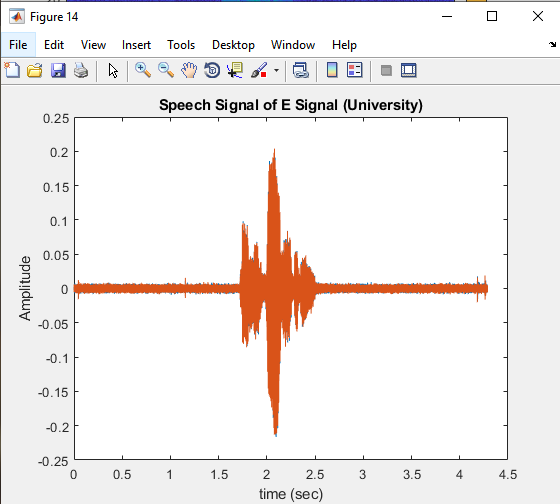 Figure 14
File Edit View Insert Tools Desktop Window Help
Speech Signal of E Signal (University)
0.25
0.2
0.15
0.1
0.05
0
-0.05
-0.1
-0.15
-0.2
-0.25
Amplitude
0 0.5 1 1.5 2 2.5 3 3.5 4 4.5
time (sec)